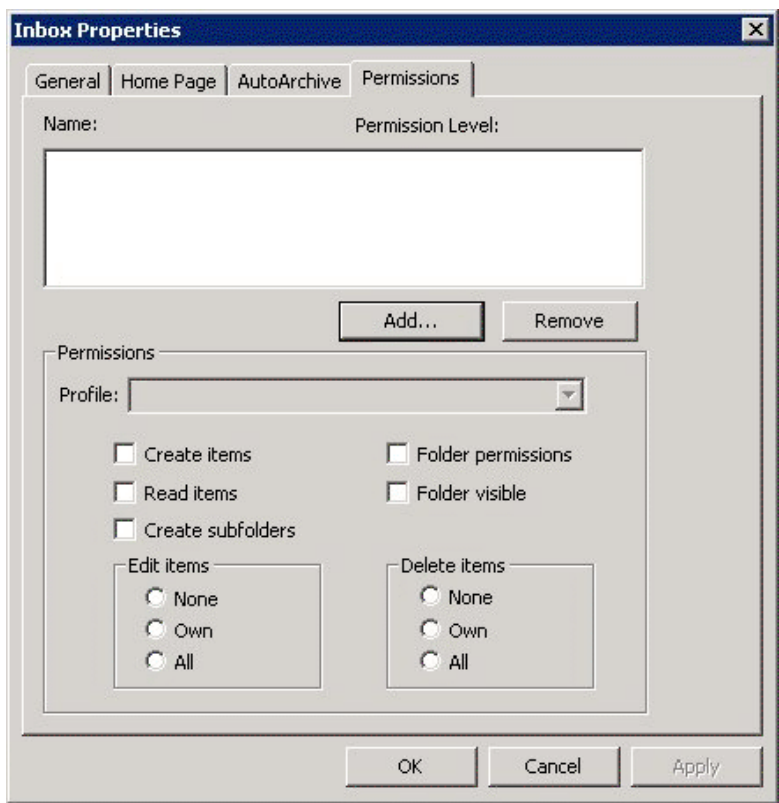 Inbox Properties
General Home Page AutoArchive Permissions
Name: Permission Level:
Add... Remove
Permissions
Profile:
Create items Folder permissions
Read items Folder visible
Create subfolders
Edit items Delete items
None None
Own Own
All All
OK Cancel Apply